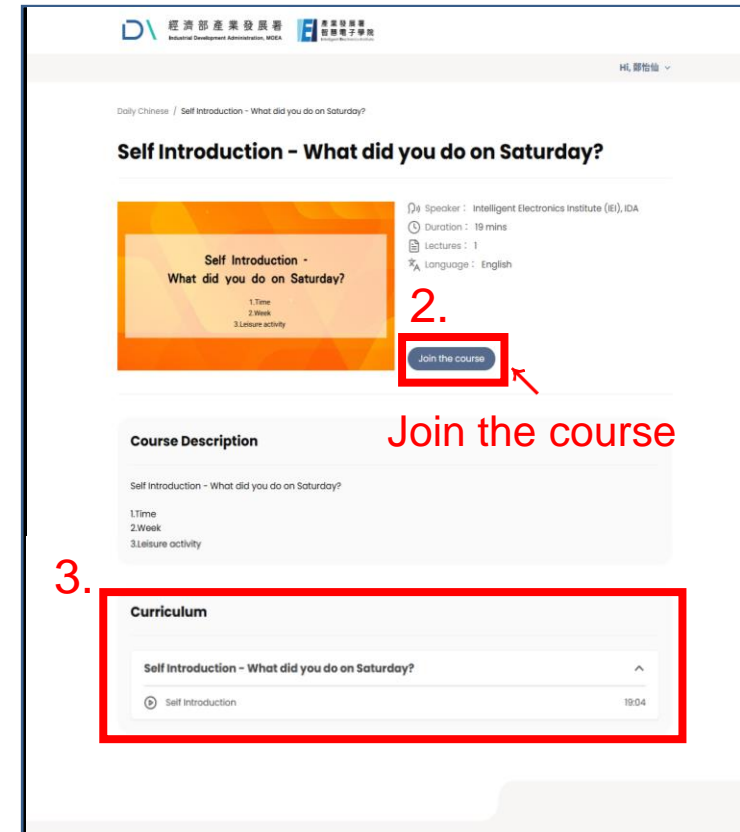 經濟部產業發展署
Industrial Development Administration, MOEA
產業發展署
智慧電子學院
Hi, 鄭怡仙
Daily Chinese / Self Introduction - What did you do on Saturday?
Self Introduction - What did you do on Saturday?
Self Introduction -
What did you do on Saturday?
1.Time
2.Week
3.Leisure activity
Speaker： Intelligent Electronics Institute (IEI), IDA
Duration： 19 mins
Lectures： 1
Language： English
2.
Join the course
Join the course
Course Description
Self Introduction - What did you do on Saturday?
1.Time
2.Week
3.Leisure activity
3.
Curriculum
Self Introduction - What did you do on Saturday?
Self Introduction 19:04